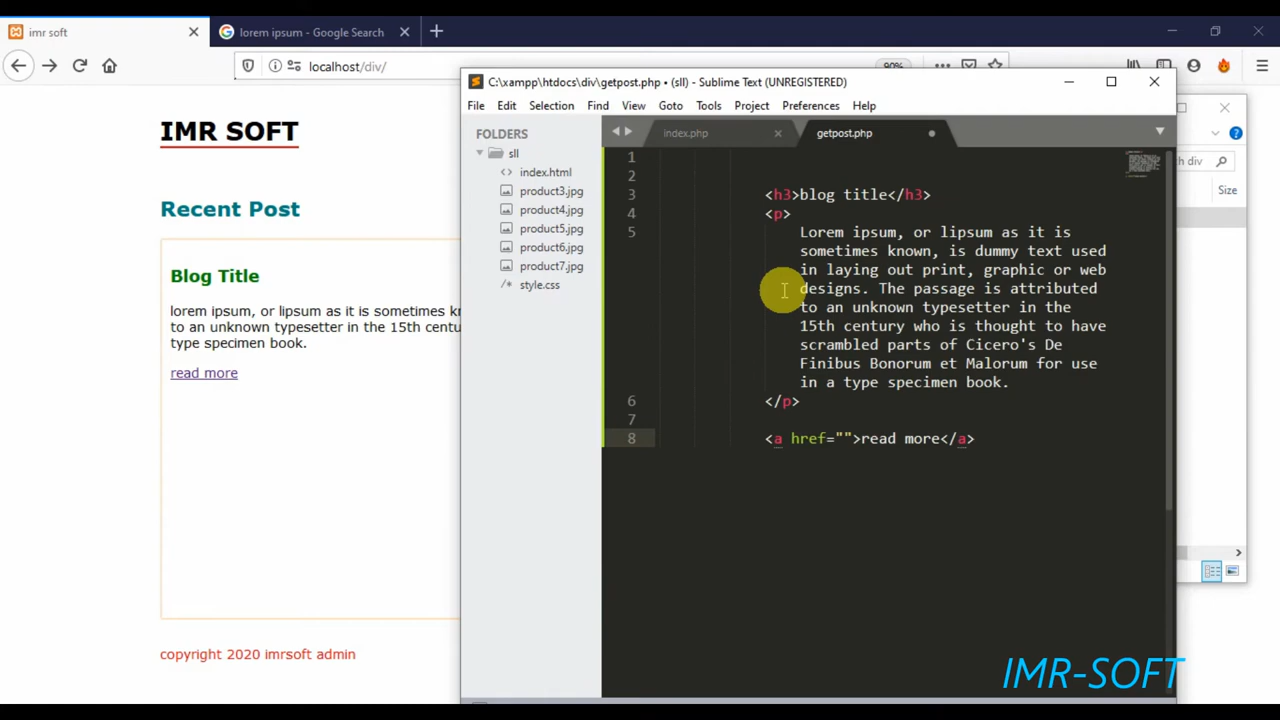 imr soft
lorem ipsum - Google Search
localhost/div/
90%
C:\xampp\htdocs\div\getpost.php • (sll) - Sublime Text (UNREGISTERED)
File Edit Selection Find View Goto Tools Project Preferences Help
FOLDERS
sll
index.html
product3.jpg
product4.jpg
product5.jpg
product6.jpg
product7.jpg
style.css
index.php
getpost.php
1
2
3 <h3>blog title</h3>
4 <p>
5 Lorem ipsum, or lipsum as it is
sometimes known, is dummy text used
in laying out print, graphic or web
designs. The passage is attributed
to an unknown typesetter in the
15th century who is thought to have
scrambled parts of Cicero's De
Finibus Bonorum et Malorum for use
in a type specimen book.
6 </p>
7
8 <a href="">read more</a>
IMR SOFT
Recent Post
Blog Title
lorem ipsum, or lipsum as it is sometimes kn
to an unknown typesetter in the 15th centu
type specimen book.
read more
copyright 2020 imrsoft admin
ch div
Size
IMR-SOFT